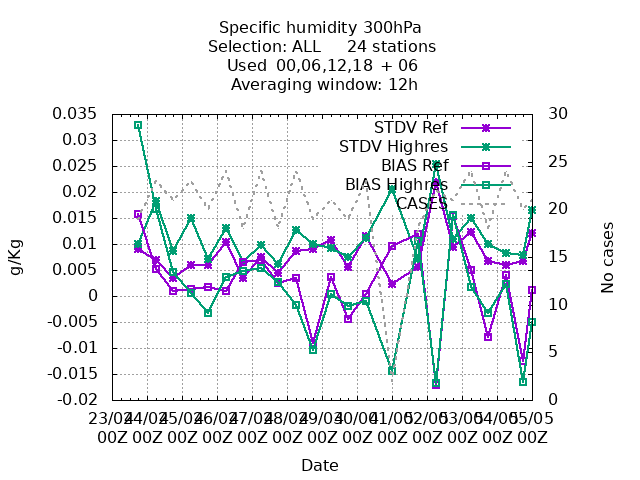 Specific humidity 300hPa
Selection: ALL 24 stations
Used 00,06,12,18 + 06
Averaging window: 12h
0.035
0.03
0.025
0.02
0.015
0.01
0.005
0
-0.005
-0.01
-0.015
-0.02
g/Kg
STDV Ref
STDV Highres
BIAS Ref
BIAS Highres
CASES
30
25
20
15
10
5
0
No cases
23/04 24/04 25/04 26/04 27/04 28/04 29/04 30/04 01/05 02/05 03/05 04/05 05/05
00Z 00Z 00Z 00Z 00Z 00Z 00Z 00Z 00Z 00Z 00Z 00Z 00Z
Date